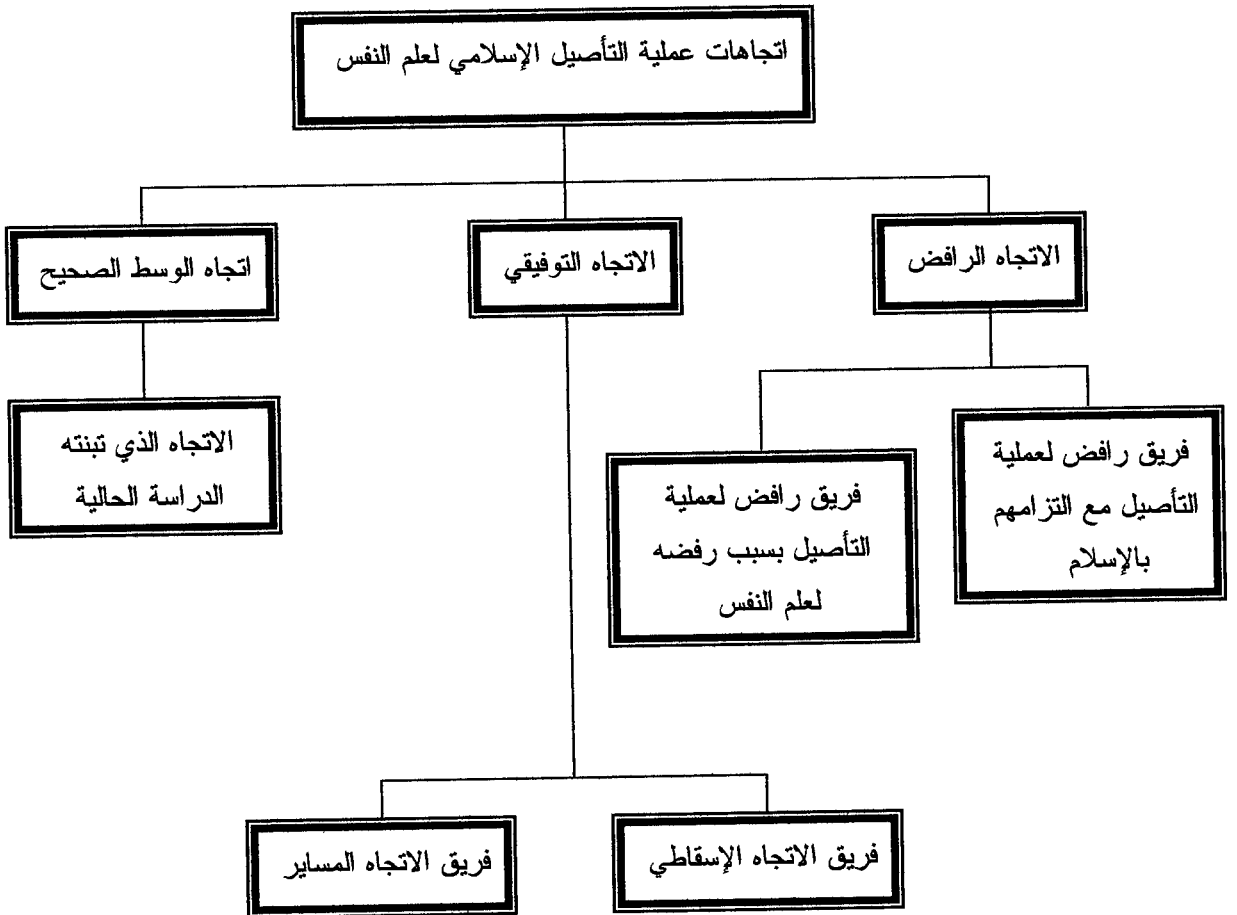 اتجاهات عملية التأصيل الإسلامي لعلم النفس
الاتجاه الرافض
الاتجاه التوفيقي
اتجاه الوسط الصحيح
فريق رافض لعملية
التأصيل مع التزامهم
بالإسلام
فريق رافض لعملية
التأصيل بسبب رفضه
لعلم النفس
الاتجاه الذي تبنته
الدراسة الحالية
فريق الاتجاه الإسقاطي
فريق الاتجاه المساير